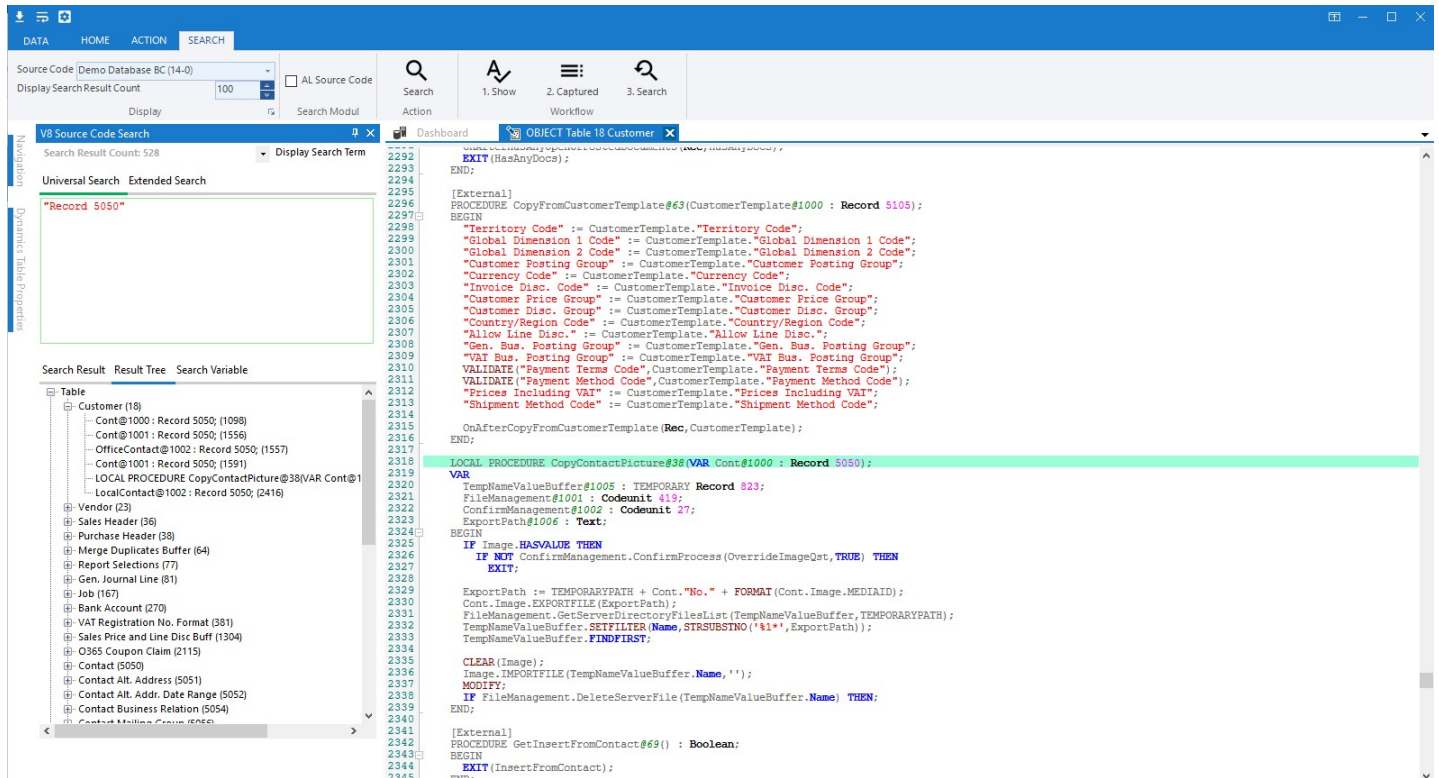 DATA HOME ACTION SEARCH
Source Code Demo Database BC (14-0)
Display Search Result Count 100
Display
AL Source Code
Search Modul
Search
Action
1. Show 2. Captured 3. Search
Workflow
Navigation
Dynamics Table Properties
V8 Source Code Search
Search Result Count: 528 Display Search Term
Universal Search Extended Search
"Record 5050"
Search Result Result Tree Search Variable
Table
Customer (18)
Cont@1000 : Record 5050; (1098)
Cont@1001 : Record 5050; (1556)
OfficeContact@1002 : Record 5050; (1557)
Cont@1001 : Record 5050; (1591)
LOCAL PROCEDURE CopyContactPicture@38(VAR Cont@1
LocalContact@1002 : Record 5050; (2416)
Vendor (23)
Sales Header (36)
Purchase Header (38)
Merge Duplicates Buffer (64)
Report Selections (77)
Gen. Journal Line (81)
Job (167)
Bank Account (270)
VAT Registration No. Format (381)
Sales Price and Line Disc Buff (1304)
O365 Coupon Claim (2115)
Contact (5050)
Contact Alt. Address (5051)
Contact Alt. Addr. Date Range (5052)
Contact Business Relation (5054)
Contact Mailing Group (5056)
Dashboard OBJECT Table 18 Customer
2292 EXIT(HasAnyDocs);
2293 END;
2294
2295 [External]
2296 PROCEDURE CopyFromCustomerTemplate@63(CustomerTemplate@1000 : Record 5105);
2297 BEGIN
2298 "Territory Code" := CustomerTemplate."Territory Code";
2299 "Global Dimension 1 Code" := CustomerTemplate."Global Dimension 1 Code";
2300 "Global Dimension 2 Code" := CustomerTemplate."Global Dimension 2 Code";
2301 "Customer Posting Group" := CustomerTemplate."Customer Posting Group";
2302 "Currency Code" := CustomerTemplate."Currency Code";
2303 "Invoice Disc. Code" := CustomerTemplate."Invoice Disc. Code";
2304 "Customer Price Group" := CustomerTemplate."Customer Price Group";
2305 "Customer Disc. Group" := CustomerTemplate."Customer Disc. Group";
2306 "Country/Region Code" := CustomerTemplate."Country/Region Code";
2307 "Allow Line Disc." := CustomerTemplate."Allow Line Disc.";
2308 "Gen. Bus. Posting Group" := CustomerTemplate."Gen. Bus. Posting Group";
2309 "VAT Bus. Posting Group" := CustomerTemplate."VAT Bus. Posting Group";
2310 VALIDATE("Payment Terms Code",CustomerTemplate."Payment Terms Code");
2311 VALIDATE("Payment Method Code",CustomerTemplate."Payment Method Code");
2312 "Prices Including VAT" := CustomerTemplate."Prices Including VAT";
2313 "Shipment Method Code" := CustomerTemplate."Shipment Method Code";
2314
2315 OnAfterCopyFromCustomerTemplate(Rec,CustomerTemplate);
2316 END;
2317
2318 LOCAL PROCEDURE CopyContactPicture@38(VAR Cont@1000 : Record 5050);
2319 VAR
2320 TempNameValueBuffer@1005 : TEMPORARY Record 823;
2321 FileManagement@1001 : Codeunit 419;
2322 ConfirmManagement@1002 : Codeunit 27;
2323 ExportPath@1006 : Text;
2324 BEGIN
2325 IF Image.HASVALUE THEN
2326 IF NOT ConfirmManagement.ConfirmProcess(OverrideImageQst,TRUE) THEN
2327 EXIT;
2328
2329 ExportPath := TEMPORARYPATH + Cont."No." + FORMAT(Cont.Image.MEDIAID);
2330 Cont.Image.EXPORTFILE(ExportPath);
2331 FileManagement.GetServerDirectoryFilesList(TempNameValueBuffer,TEMPORARYPATH);
2332 TempNameValueBuffer.SETFILTER(Name,STRSUBSTNO('%1*',ExportPath));
2333 TempNameValueBuffer.FINDFIRST;
2334
2335 CLEAR(Image);
2336 Image.IMPORTFILE(TempNameValueBuffer.Name,'');
2337 MODIFY;
2338 IF FileManagement.DeleteServerFile(TempNameValueBuffer.Name) THEN;
2339 END;
2340
2341 [External]
2342 PROCEDURE GetInsertFromContact@69() : Boolean;
2343 BEGIN
2344 EXIT(InsertFromContact);